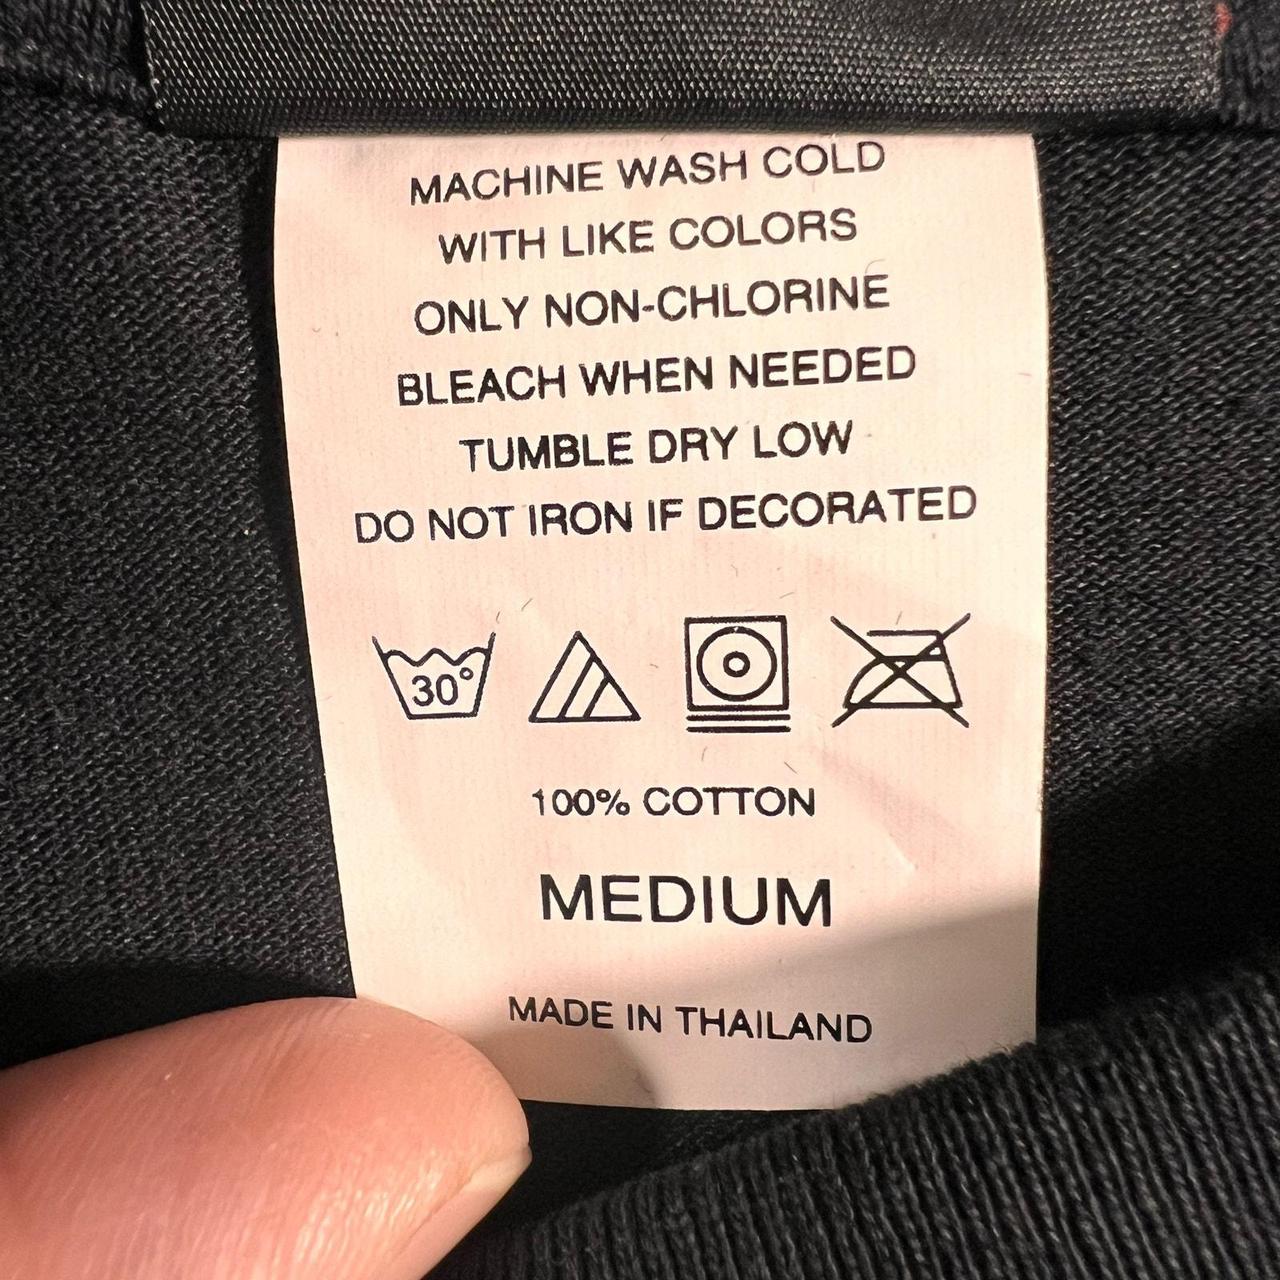 MACHINE WASH COLD
WITH LIKE COLORS
ONLY NON-CHLORINE
BLEACH WHEN NEEDED
TUMBLE DRY LOW
DO NOT IRON IF DECORATED
30°
100% COTTON
MEDIUM
MADE IN THAILAND